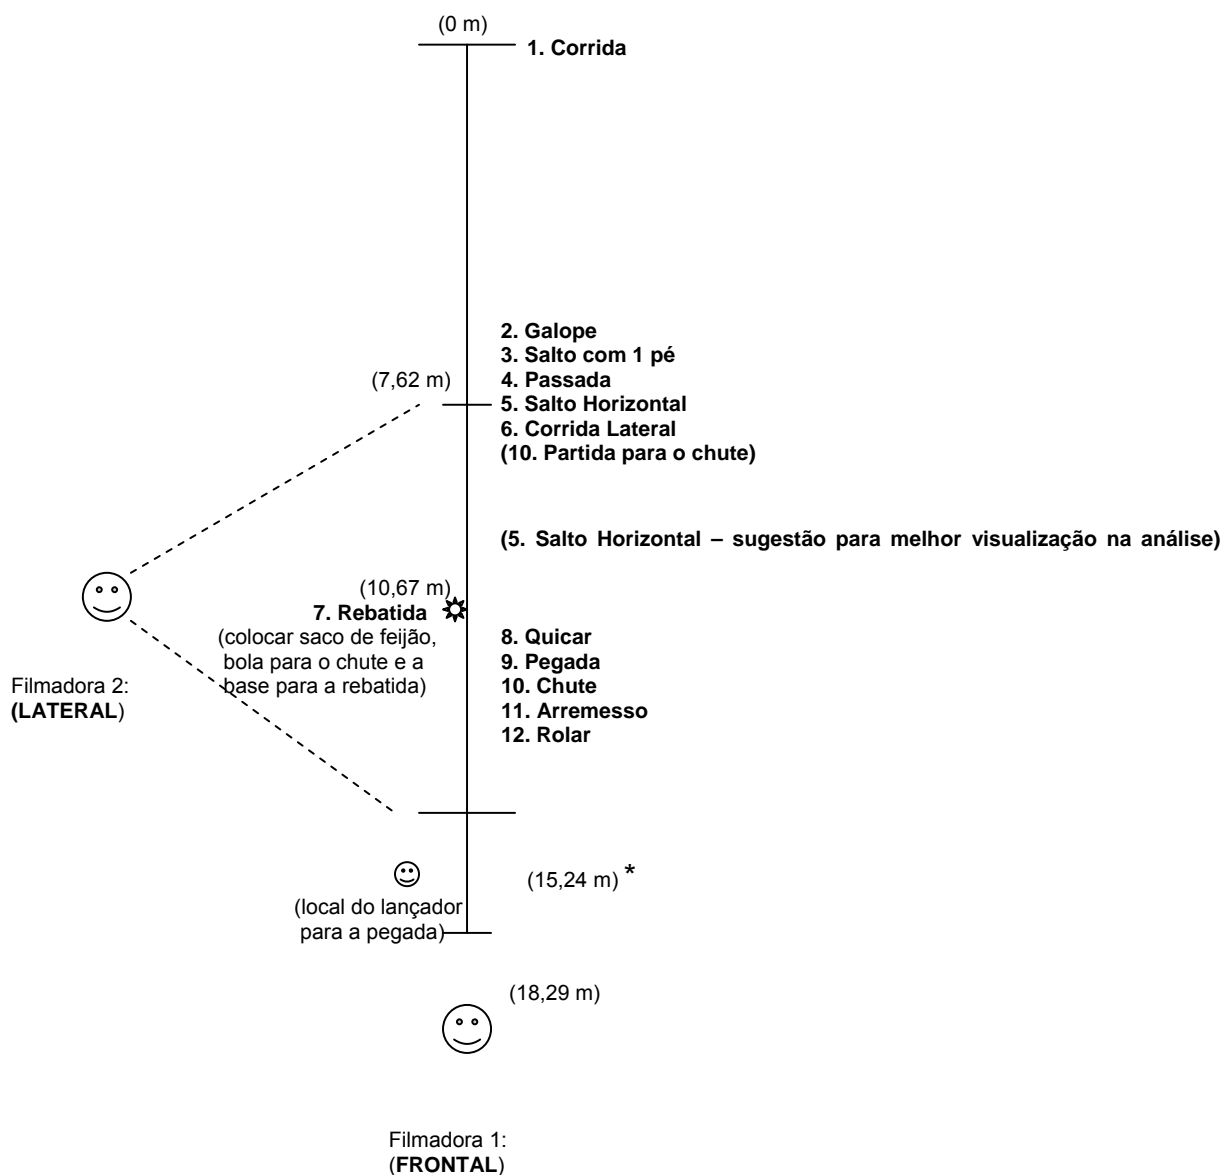 (0 m)
1. Corrida
2. Galope
3. Salto com 1 pé
(7,62 m)
4. Passada
5. Salto Horizontal
6. Corrida Lateral
(10. Partida para o chute)
(5. Salto Horizontal – sugestão para melhor visualização na análise)
(10,67 m)
7. Rebatida
(colocar saco de feijão,
bola para o chute e a
base para a rebatida)
8. Quicar
9. Pegada
10. Chute
11. Arremesso
12. Rolar
Filmadora 2:
(LATERAL)
(15,24 m) *
(local do lançador
para a pegada)
(18,29 m)
Filmadora 1:
(FRONTAL)